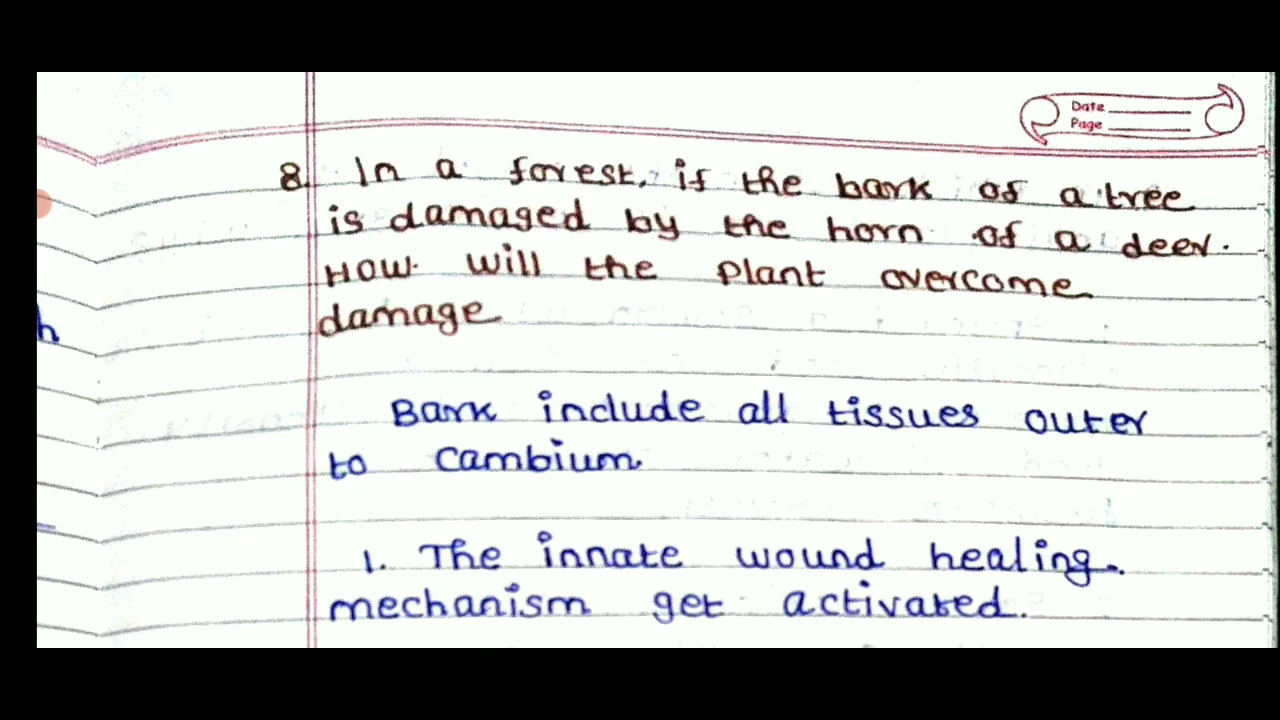 Date
Page
8. In a forest, if the bark of a tree
is damaged by the horn of a deer.
How will the plant overcome
damage
h
Bark include all tissues outer
to cambium.
1. The innate wound healing
mechanism get activated.